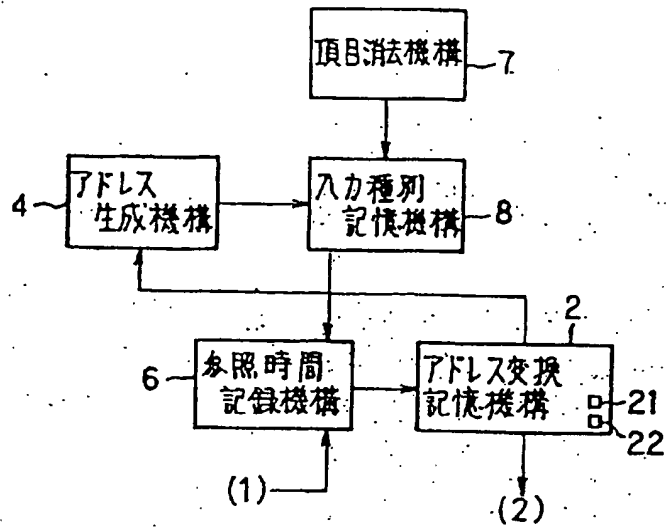 項目消去機構
7
アドレス
生成機構
4
入力種別
記憶機構
8
参照時間
記録機構
6
アドレス変換
記憶機構
2
21
22
(1)
(2)